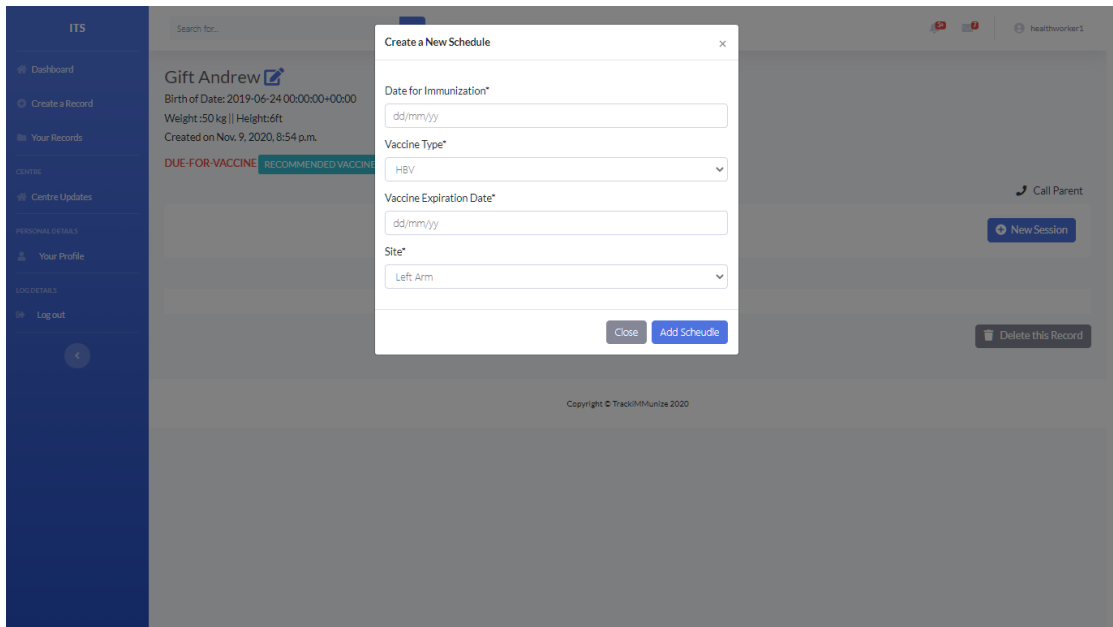 ITS
Dashboard
Create a Record
Your Records
CENTRE
Centre Updates
PERSONAL DETAILS
Your Profile
LOG DETAILS
Log out
Search for...
healthworker1
Gift Andrew
Birth of Date: 2019-06-24 00:00:00+00:00
Weight :50 kg || Height:6ft
Created on Nov. 9, 2020, 8:54 p.m.
DUE-FOR-VACCINE RECOMMENDED VACCINE
Call Parent
New Session
Delete this Record
Create a New Schedule
×
Date for Immunization*
dd/mm/yy
Vaccine Type*
HBV
Vaccine Expiration Date*
dd/mm/yy
Site*
Left Arm
Close Add Scheudle
Copyright © TrackIMMunize 2020